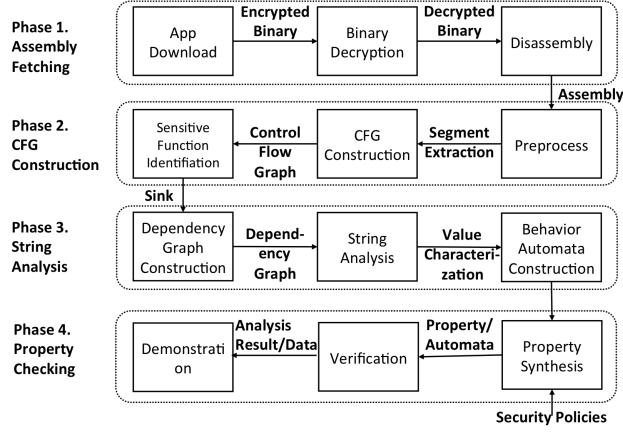 Phase 1.
Assembly
Fetching
App
Download
Encrypted
Binary
Binary
Decryption
Decrypted
Binary
Disassembly
Assembly
Phase 2.
CFG
Construction
Sensitive
Function
Identifiation
Control
Flow
Graph
CFG
Construction
Segment
Extraction
Preprocess
Sink
Phase 3.
String
Analysis
Dependency
Graph
Construction
Depend-
ency
Graph
String
Analysis
Value
Characteri-
zation
Behavior
Automata
Construction
Phase 4.
Property
Checking
Demonstrati
on
Analysis
Result/Data
Verification
Property/
Automata
Property
Synthesis
Security Policies